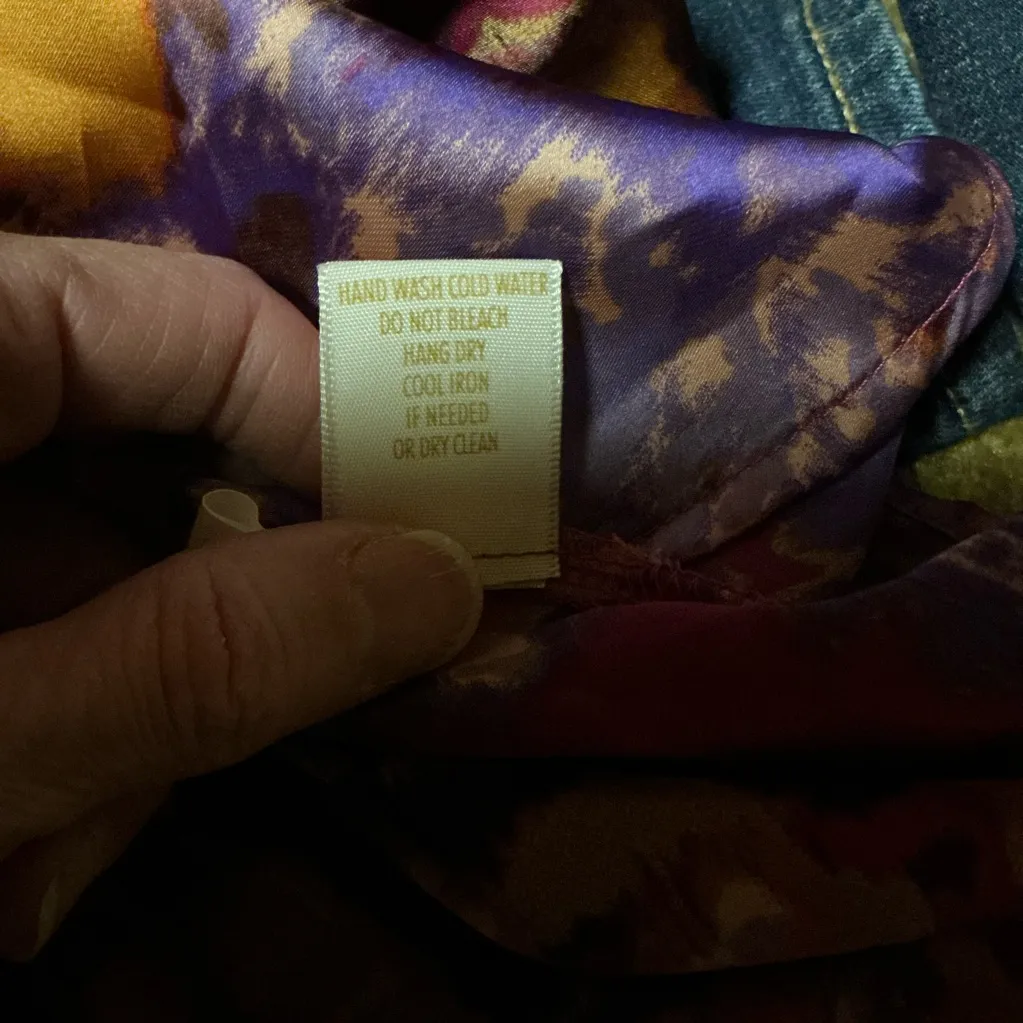 HAND WASH COLD WATER
DO NOT BLEACH
HANG DRY
COOL IRON
IF NEEDED
OR DRY CLEAN